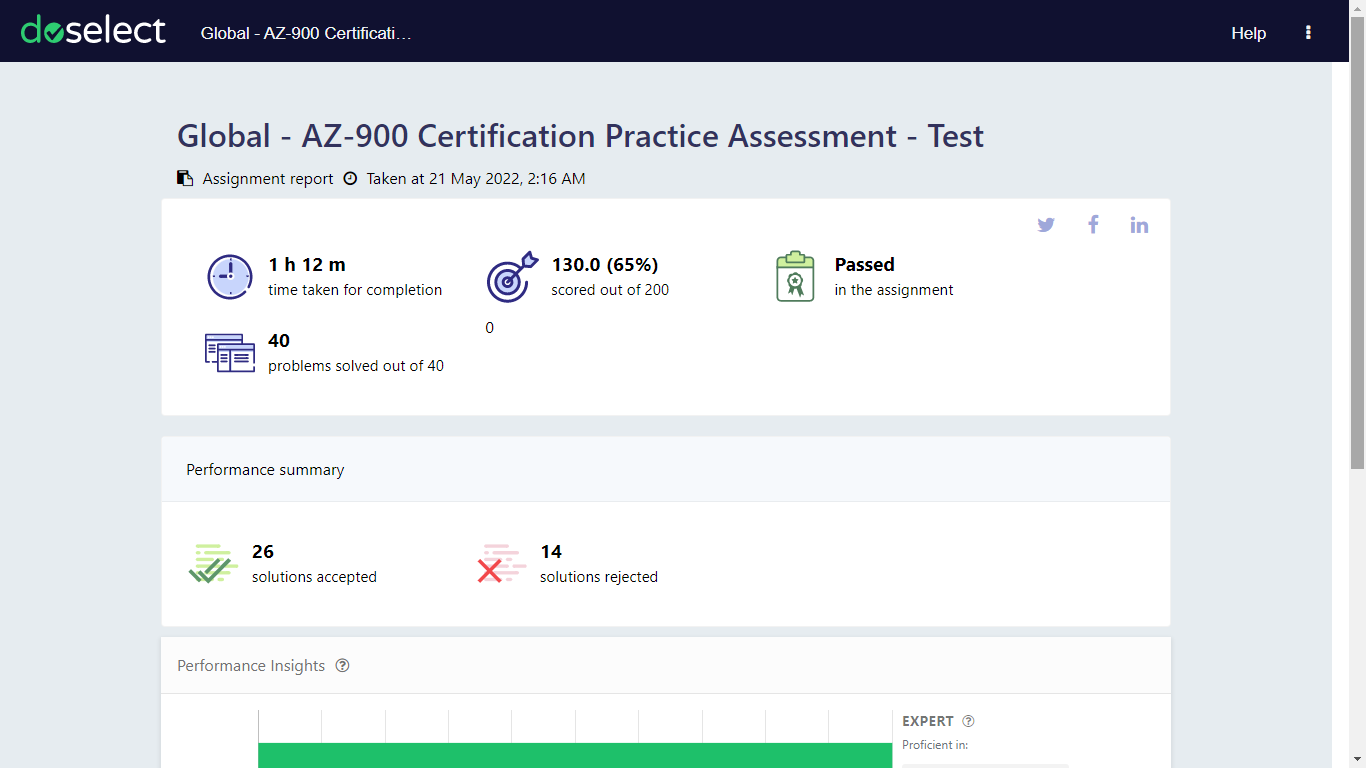 doselect
Global - AZ-900 Certificati…
Help
Global - AZ-900 Certification Practice Assessment - Test
Assignment report Taken at 21 May 2022, 2:16 AM
1 h 12 m
time taken for completion
130.0 (65%)
scored out of 200
Passed
in the assignment
0
40
problems solved out of 40
Performance summary
26
solutions accepted
14
solutions rejected
Performance Insights ?
EXPERT ?
Proficient in: